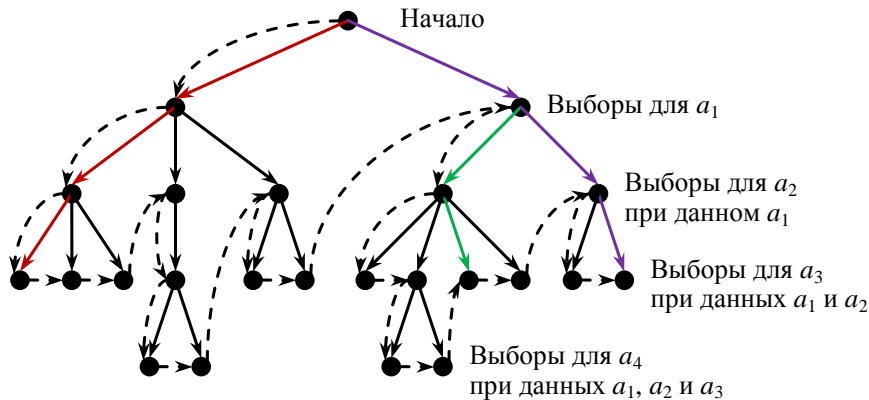 Начало
Выборы для a₁
Выборы для a₂
при данном a₁
Выборы для a₃
при данных a₁ и a₂
Выборы для a₄
при данных a₁, a₂ и a₃